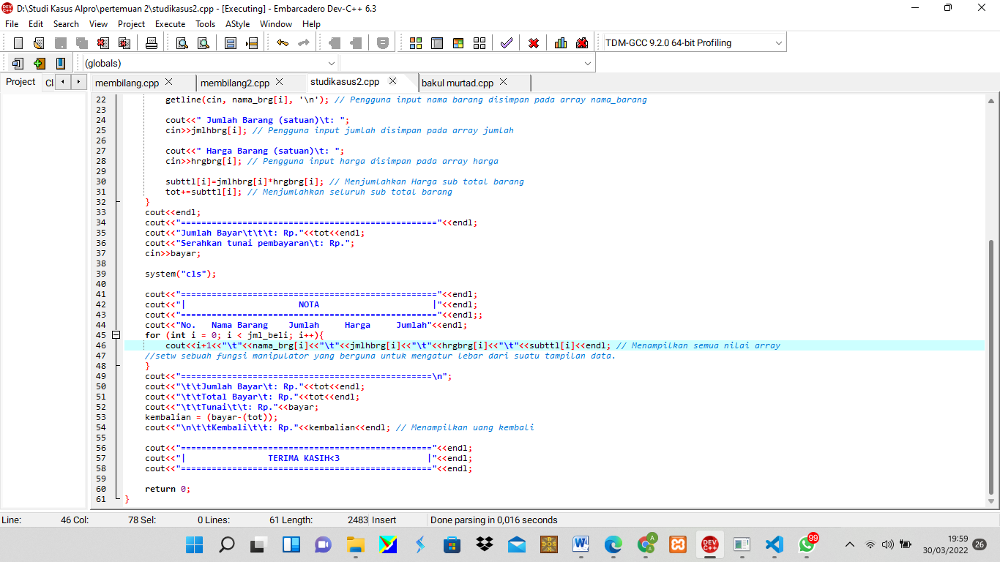 D:\Studi Kasus Alpro\pertemuan 2\studikasus2.cpp - [Executing] - Embarcadero Dev-C++ 6.3
File Edit Search View Project Execute Tools AStyle Window Help
TDM-GCC 9.2.0 64-bit Profiling
(globals)
Project Cl
membilang.cpp membilang2.cpp studikasus2.cpp bakul murtad.cpp
22 getline(cin, nama_brg[i], '\n'); // Pengguna input nama barang disimpan pada array nama_barang
23
24 cout<<" Jumlah Barang (satuan)\t: ";
25 cin>>jmlhbrg[i]; // Pengguna input jumlah disimpan pada array jumlah
26
27 cout<<" Harga Barang (satuan)\t: ";
28 cin>>hrgbrg[i]; // Pengguna input harga disimpan pada array harga
29
30 subttl[i]=jmlhbrg[i]*hrgbrg[i]; // Menjumlahkan Harga sub total barang
31 tot+=subttl[i]; // Menjumlahkan seluruh sub total barang
32 }
33 cout<<endl;
34 cout<<"=================================================="<<endl;
35 cout<<"Jumlah Bayar\t\t\t: Rp."<<tot<<endl;
36 cout<<"Serahkan tunai pembayaran\t: Rp.";
37 cin>>bayar;
38
39 system("cls");
40
41 cout<<"=================================================="<<endl;
42 cout<<"|                      NOTA                      |"<<endl;
43 cout<<"=================================================="<<endl;;
44 cout<<"No.   Nama Barang    Jumlah     Harga     Jumlah"<<endl;
45 for (int i = 0; i < jml_beli; i++){
46 cout<<i+1<<"\t"<<nama_brg[i]<<"\t"<<jmlhbrg[i]<<"\t"<<hrgbrg[i]<<"\t"<<subttl[i]<<endl; // Menampilkan semua nilai array
47 //setw sebuah fungsi manipulator yang berguna untuk mengatur lebar dari suatu tampilan data.
48 }
49 cout<<"=================================================\n";
50 cout<<"\t\tJumlah Bayar\t: Rp."<<tot<<endl;
51 cout<<"\t\tTotal Bayar\t: Rp."<<tot<<endl;
52 cout<<"\t\tTunai\t\t: Rp."<<bayar;
53 kembalian = (bayar-(tot));
54 cout<<"\n\t\tKembali\t\t: Rp."<<kembalian<<endl; // Menampilkan uang kembali
55
56 cout<<"================================================="<<endl;
57 cout<<"|                TERIMA KASIH<3                 |"<<endl;
58 cout<<"================================================="<<endl;
59
60 return 0;
61 }
Line: 46 Col: 78 Sel: 0 Lines: 61 Length: 2483 Insert Done parsing in 0,016 seconds
99
19:59
30/03/2022 26